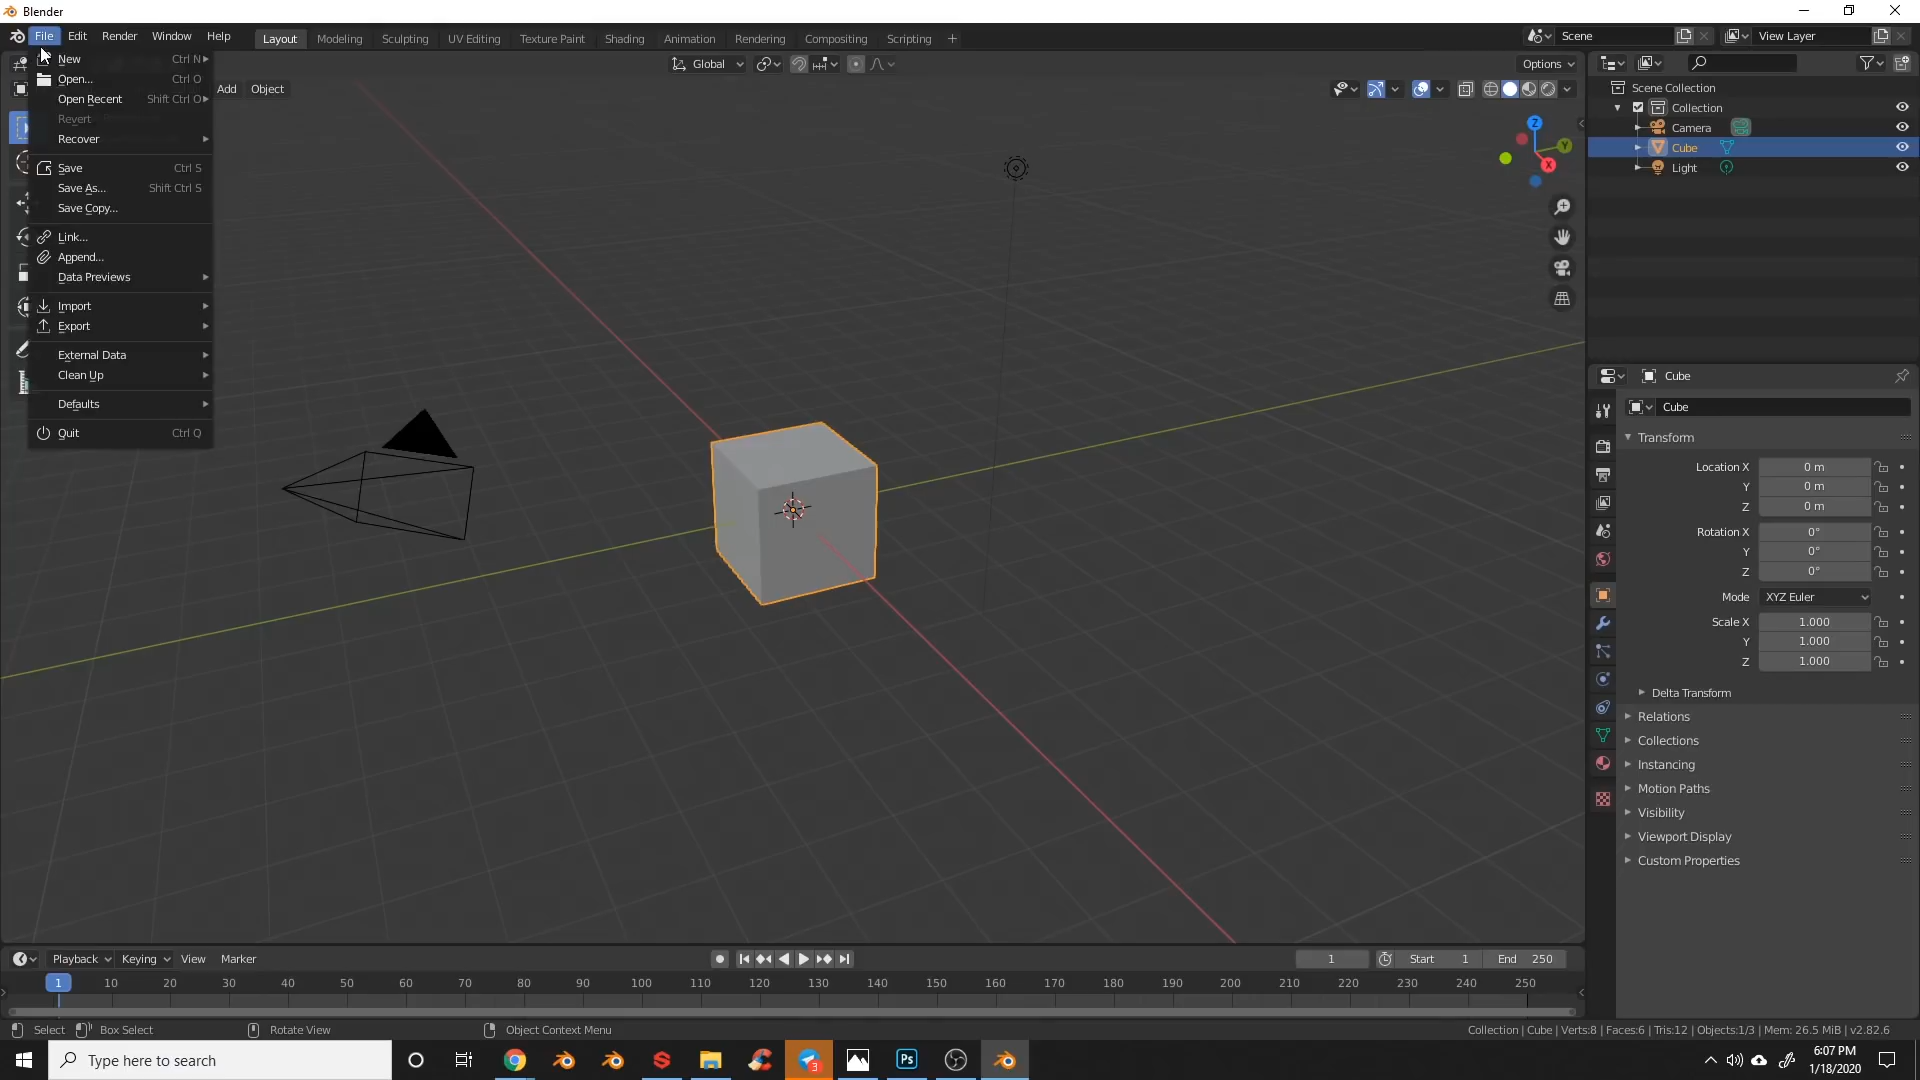 Blender
File Edit Render Window Help Layout Modeling Sculpting UV Editing Texture Paint Shading Animation Rendering Compositing Scripting + Scene View Layer
New Ctrl N
Open... Ctrl O
Open Recent Shift Ctrl O
Revert
Recover
Save Ctrl S
Save As... Shift Ctrl S
Save Copy...
Link...
Append...
Data Previews
Import
Export
External Data
Clean Up
Defaults
Quit Ctrl Q
Global Options
Add Object
Z
Y
X
Scene Collection
Collection
Camera
Cube
Light
Cube
Cube
Transform
Location X 0 m
Y 0 m
Z 0 m
Rotation X 0°
Y 0°
Z 0°
Mode XYZ Euler
Scale X 1.000
Y 1.000
Z 1.000
Delta Transform
Relations
Collections
Instancing
Motion Paths
Visibility
Viewport Display
Custom Properties
Playback Keying View Marker 1 Start 1 End 250
1 10 20 30 40 50 60 70 80 90 100 110 120 130 140 150 160 170 180 190 200 210 220 230 240 250
Select Box Select Rotate View Object Context Menu Collection | Cube | Verts:8 | Faces:6 | Tris:12 | Objects:1/3 | Mem: 26.5 MiB | v2.82.6
Type here to search 3 Ps 6:07 PM
1/18/2020